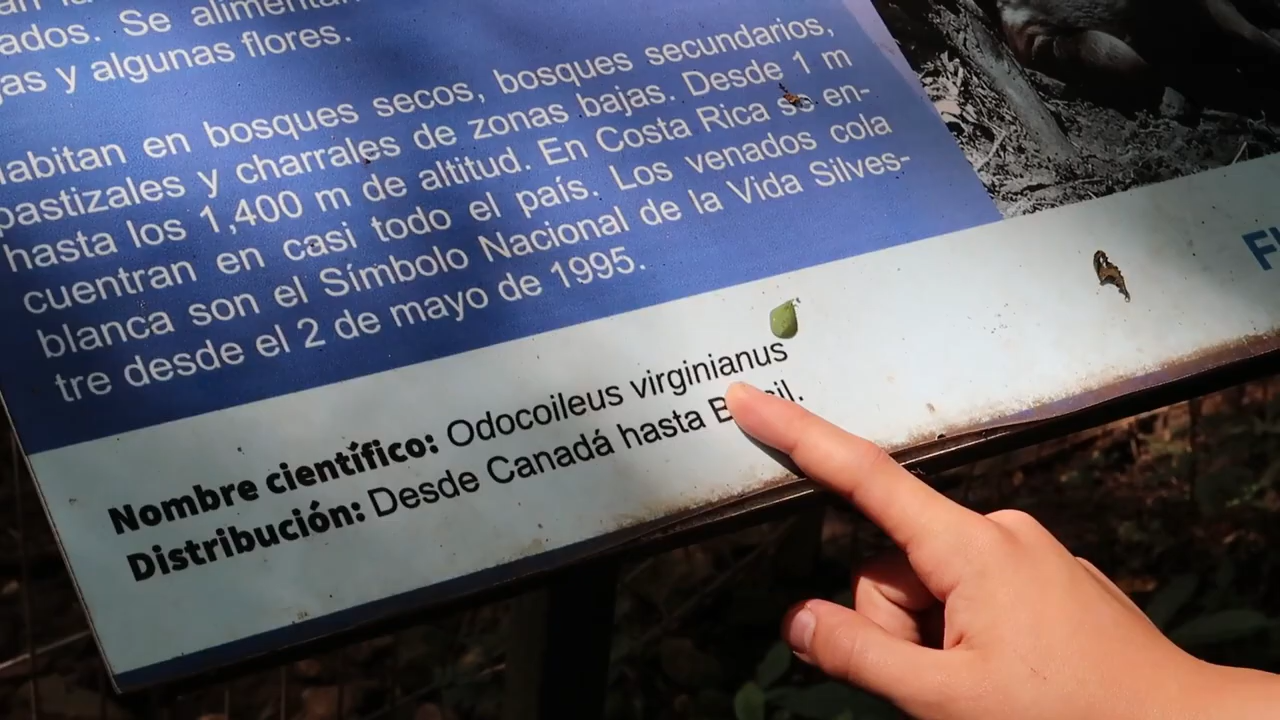 ados. Se alimentan
jas y algunas flores.
Habitan en bosques secos, bosques secundarios,
pastizales y charrales de zonas bajas. Desde 1 m
hasta los 1,400 m de altitud. En Costa Rica se en-
cuentran en casi todo el país. Los venados cola
blanca son el Símbolo Nacional de la Vida Silves-
tre desde el 2 de mayo de 1995.
Nombre científico: Odocoileus virginianus
Distribución: Desde Canadá hasta Brasil.